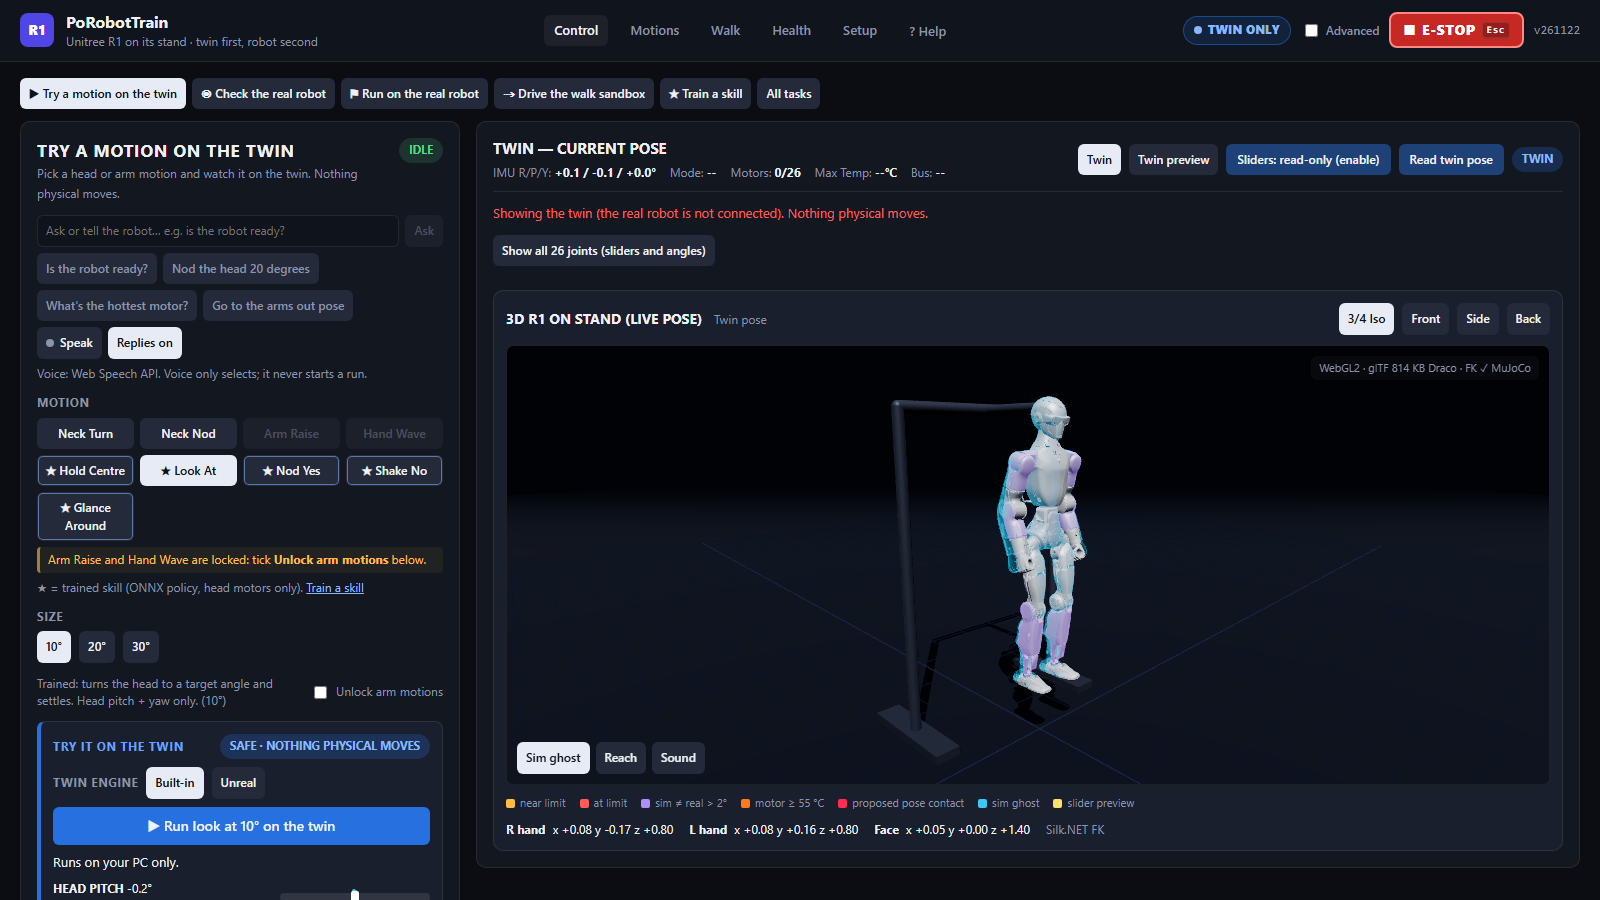 R1
PoRobotTrain
Unitree R1 on its stand · twin first, robot second
Control
Motions
Walk
Health
Setup
? Help
TWIN ONLY
Advanced
E-STOP Esc
v261122
▶ Try a motion on the twin
Check the real robot
Run on the real robot
→ Drive the walk sandbox
★ Train a skill
All tasks
TRY A MOTION ON THE TWIN
IDLE
Pick a head or arm motion and watch it on the twin. Nothing
physical moves.
Ask or tell the robot... e.g. is the robot ready?
Ask
Is the robot ready?
Nod the head 20 degrees
What's the hottest motor?
Go to the arms out pose
Speak
Replies on
Voice: Web Speech API. Voice only selects; it never starts a run.
MOTION
Neck Turn
Neck Nod
Arm Raise
Hand Wave
★ Hold Centre
★ Look At
★ Nod Yes
★ Shake No
★ Glance
Around
Arm Raise and Hand Wave are locked: tick Unlock arm motions below.
★ = trained skill (ONNX policy, head motors only). Train a skill
SIZE
10°
20°
30°
Trained: turns the head to a target angle and
settles. Head pitch + yaw only. (10°)
Unlock arm motions
TRY IT ON THE TWIN
SAFE · NOTHING PHYSICAL MOVES
TWIN ENGINE
Built-in
Unreal
▶ Run look at 10° on the twin
Runs on your PC only.
HEAD PITCH -0.2°
TWIN — CURRENT POSE
IMU R/P/Y: +0.1 / -0.1 / +0.0° Mode: -- Motors: 0/26 Max Temp: --°C Bus: --
Twin
Twin preview
Sliders: read-only (enable)
Read twin pose
TWIN
Showing the twin (the real robot is not connected). Nothing physical moves.
Show all 26 joints (sliders and angles)
3D R1 ON STAND (LIVE POSE) Twin pose
3/4 Iso
Front
Side
Back
WebGL2 · glTF 814 KB Draco · FK ✓ MuJoCo
Sim ghost
Reach
Sound
near limit
at limit
sim ≠ real > 2°
motor ≥ 55 °C
proposed pose contact
sim ghost
slider preview
R hand x +0.08 y -0.17 z +0.80 L hand x +0.08 y +0.16 z +0.80 Face x +0.05 y +0.00 z +1.40 Silk.NET FK